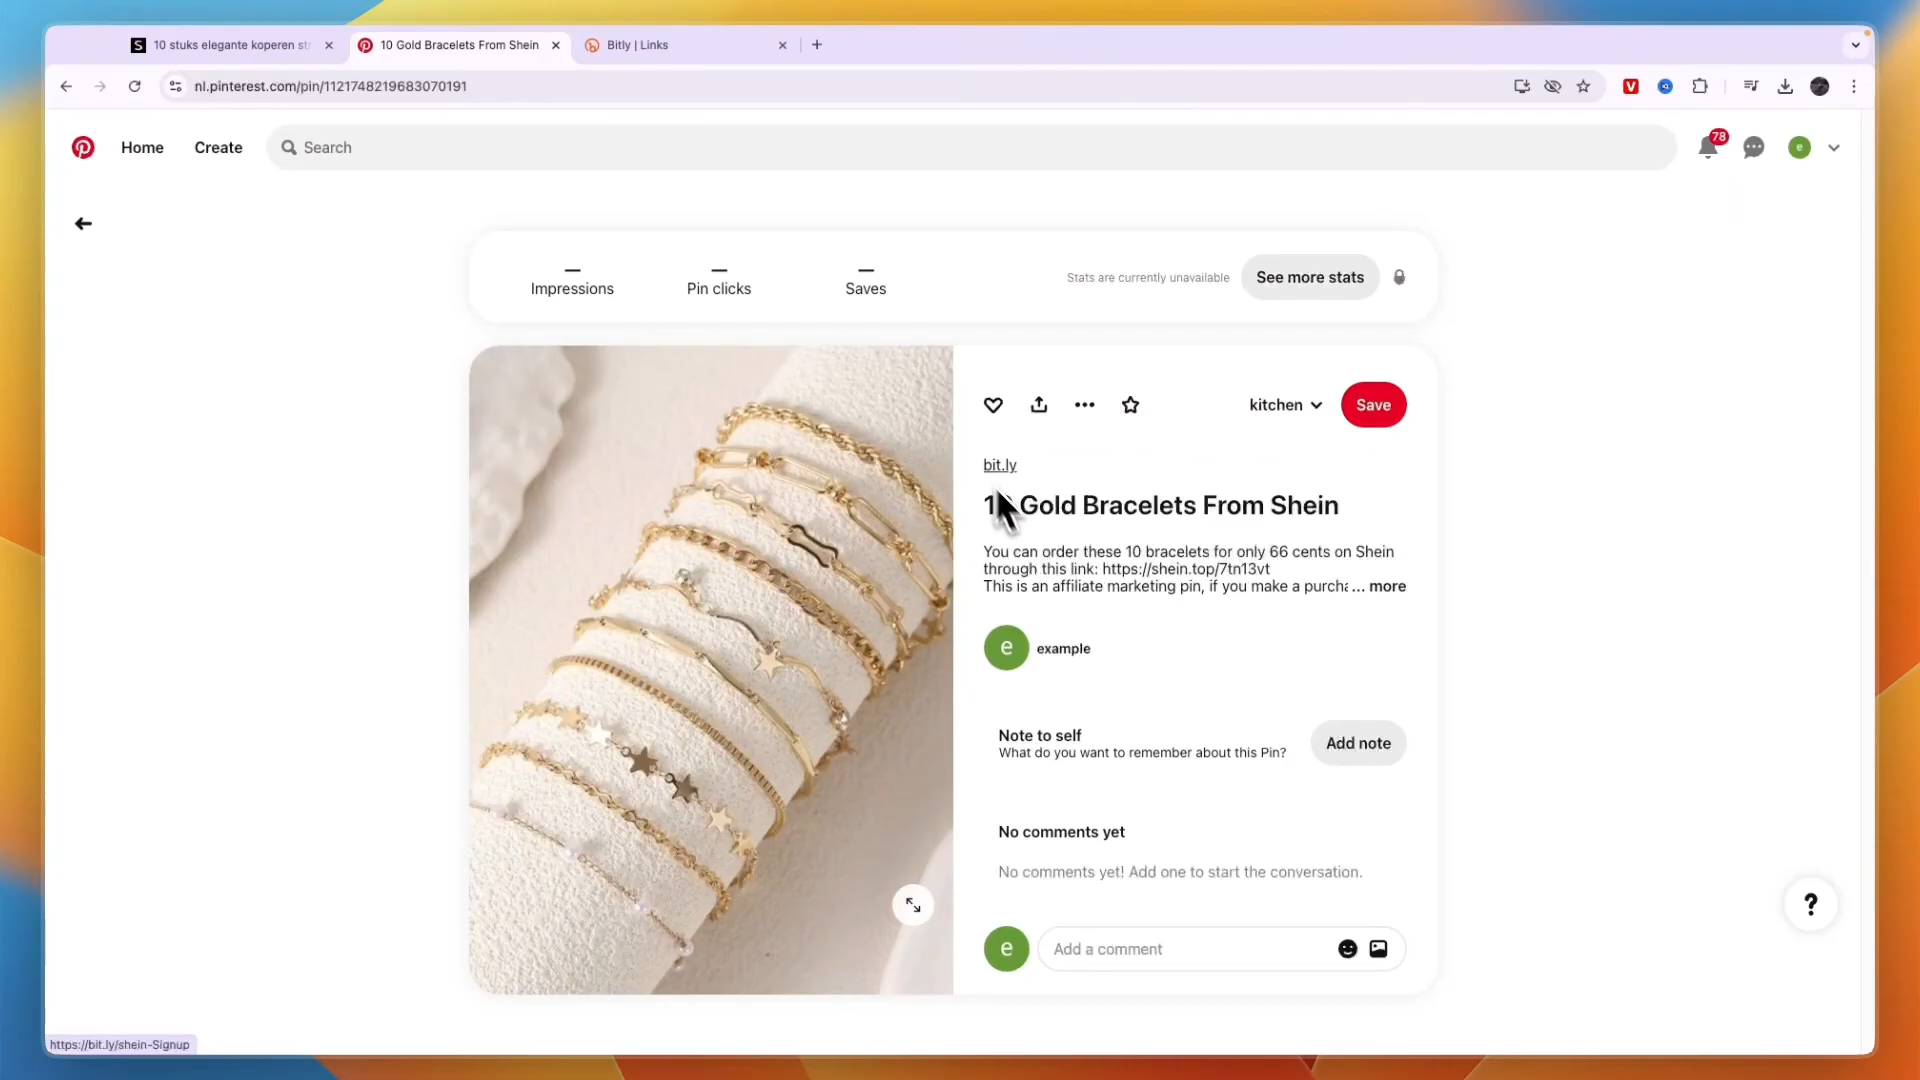 S 10 stuks elegante koperen str
10 Gold Bracelets From Shein
Bitly | Links
nl.pinterest.com/pin/1121748219683070191
V
Home
Create
Search
78
e
Impressions
Pin clicks
Saves
Stats are currently unavailable
See more stats
kitchen
Save
bit.ly
10 Gold Bracelets From Shein
You can order these 10 bracelets for only 66 cents on Shein
through this link: https://shein.top/7tn13vt
This is an affiliate marketing pin, if you make a purcha ... more
e
example
Note to self
What do you want to remember about this Pin?
Add note
No comments yet
No comments yet! Add one to start the conversation.
e
Add a comment
?
https://bit.ly/shein-Signup